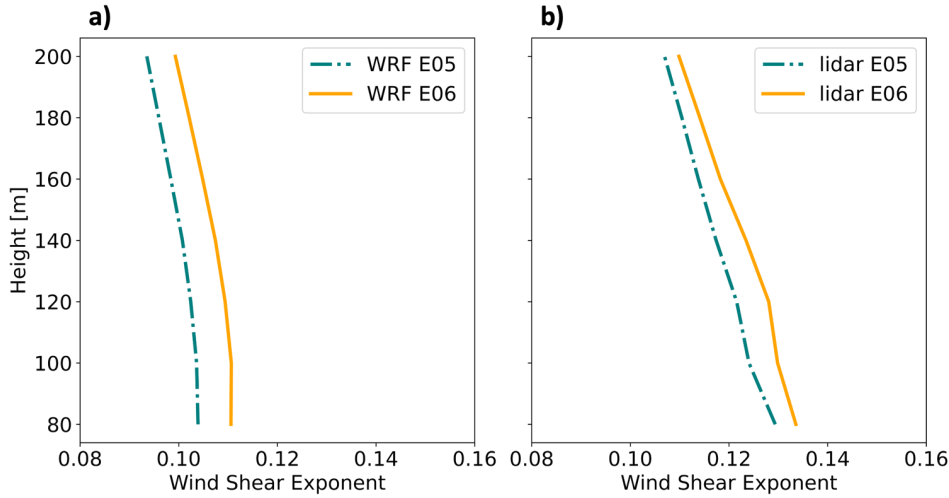 a)
WRF E05
WRF E06
200
180
160
140
120
100
80
Height [m]
0.08 0.10 0.12 0.14 0.16
Wind Shear Exponent
b)
lidar E05
lidar E06
0.08 0.10 0.12 0.14 0.16
Wind Shear Exponent